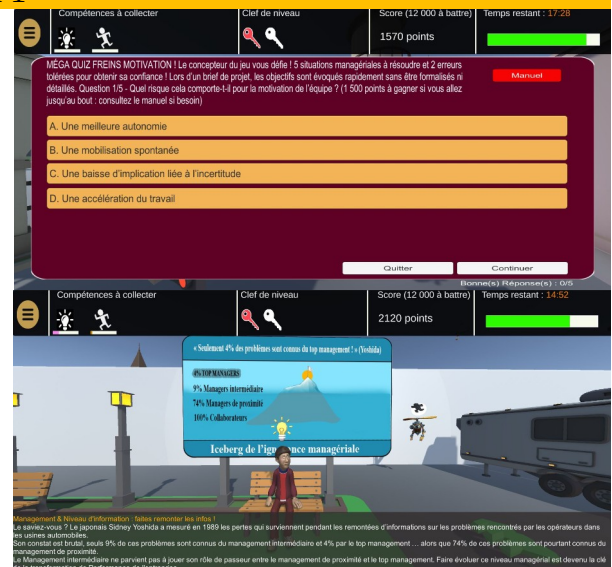 Compétences à collecter
Clef de niveau
Score (12 000 à battre)
Temps restant : 17:28
1570 points
MÉGA QUIZ FREINS MOTIVATION ! Le concepteur du jeu vous défie ! 5 situations managériales à résoudre et 2 erreurs
tolérées pour obtenir sa confiance ! Lors d'un brief de projet, les objectifs sont évoqués rapidement sans être formalisés ni
détaillés. Question 1/5 - Quel risque cela comporte-t-il pour la motivation de l'équipe ? (1 500
points à gagner si vous allez
jusqu'au bout : consultez le manuel si besoin)
Manuel
A. Une meilleure autonomie
B. Une mobilisation spontanée
C. Une baisse d'implication liée à l'incertitude
D. Une accélération du travail
Quitter
Continuer
Bonne(s) Réponse(s) : 0/5
Compétences à collecter
Clef de niveau
Score (12 000 à battre)
Temps restant : 14:52
2120 points
« Seulement 4% des problèmes sont connus du top management ! » (Yoshida)
4% TOP MANAGERS
9% Managers intermédiaire
74% Managers de proximité
100% Collaborateurs
Iceberg de l'ignorance managériale
Management & Niveau d'information : faites remonter les infos !
Le saviez-vous ? Le japonais Sidney Yoshida a mesuré en 1989 les pertes qui surviennent pendant les remontées d'informations sur les problèmes rencontrés par les opérateurs dans
les usines automobiles.
Son constat est brutal, seuls 9% de ces problèmes sont connus du management intermédiaire et 4% par le top management ... alors que 74% de ces problèmes sont pourtant connus du
management de proximité.
Le Management Intermédiaire ne parvient pas à jouer son rôle de passeur entre le management de proximité et le top management. Faire évoluer ce niveau managérial est devenu la clé